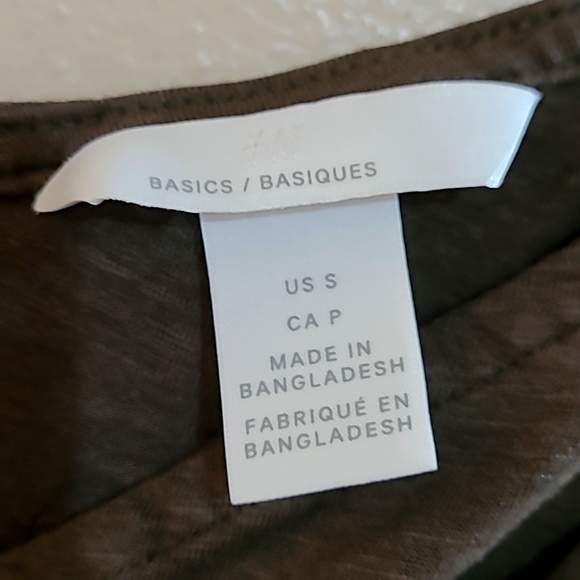 H&M
BASICS / BASIQUES
US S
CA P
MADE IN
BANGLADESH
FABRIQUÉ EN
BANGLADESH